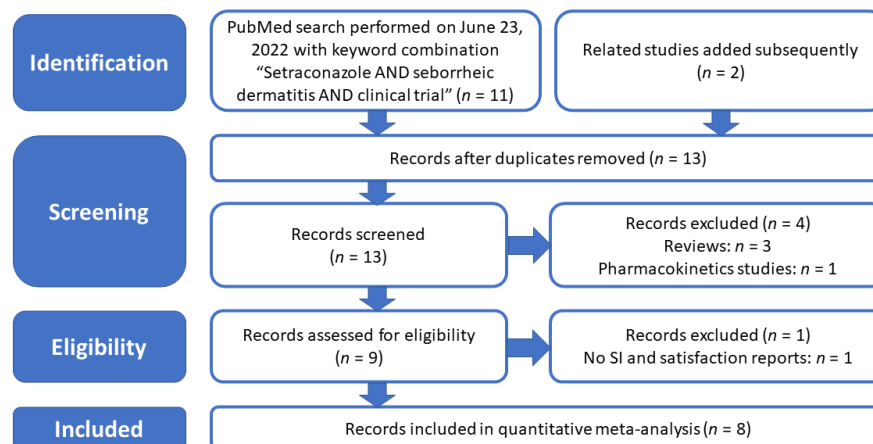 Identification
PubMed search performed on June 23,
2022 with keyword combination
“Setraconazole AND seborrheic
dermatitis AND clinical trial” (n = 11)
Related studies added subsequently
(n = 2)
Screening
Records after duplicates removed (n = 13)
Records screened
(n = 13)
Records excluded (n = 4)
Reviews: n = 3
Pharmacokinetics studies: n = 1
Eligibility
Records assessed for eligibility
(n = 9)
Records excluded (n = 1)
No SI and satisfaction reports: n = 1
Included
Records included in quantitative meta-analysis (n = 8)